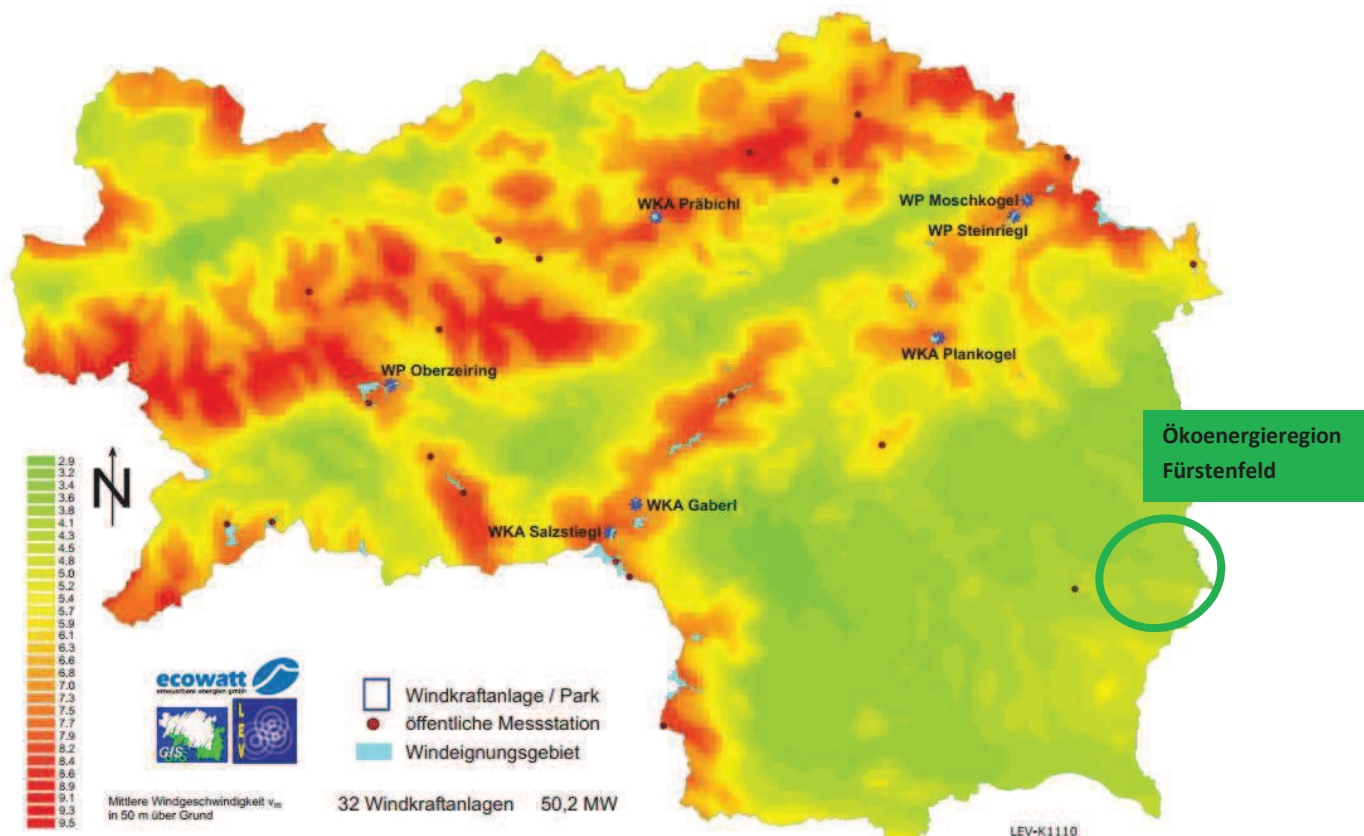 WKA Präbichl
WP Moschkogel
WP Steinriegl
WKA Plankogel
WP Oberzeiring
WKA Gaberl
WKA Salzstiegl
Ökoenergieregion
Fürstenfeld
N
2.9
3.2
3.4
3.6
3.8
4.1
4.3
4.5
4.8
5.0
5.2
5.4
5.7
5.9
6.1
6.3
6.6
6.8
7.0
7.3
7.5
7.7
7.9
8.2
8.4
8.6
8.9
9.1
9.3
9.5
Mittlere Windgeschwindigkeit vm
in 50 m über Grund
ecowatt
erneuerbare energien gmbh
GIS
LEV
Windkraftanlage / Park
öffentliche Messstation
Windeignungsgebiet
32 Windkraftanlagen 50,2 MW
LEV-K1110